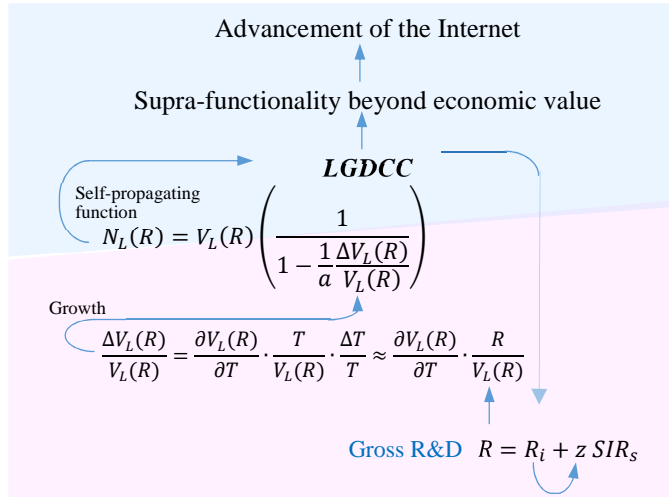 Advancement of the Internet
Supra-functionality beyond economic value
LGDCC
Self-propagating
function
N_L(R) = V_L(R) ( 1 / (1 − (1/a) (ΔV_L(R)/V_L(R))) )
Growth
ΔV_L(R)/V_L(R) = ∂V_L(R)/∂T · T/V_L(R) · ΔT/T ≈ ∂V_L(R)/∂T · R/V_L(R)
Gross R&D R = R_i + z SIR_s